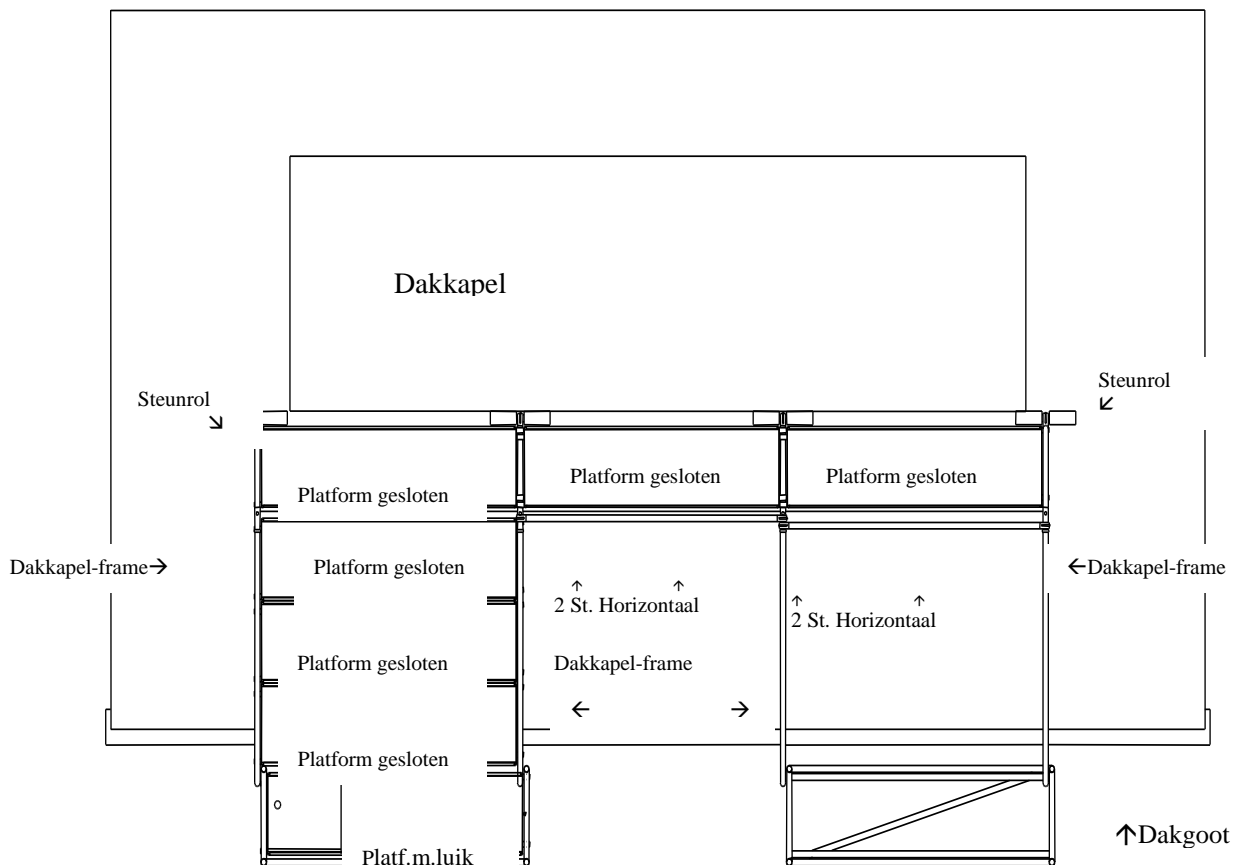 Dakkapel
Steunrol
↘
Steunrol
↙
Platform gesloten
Platform gesloten
Platform gesloten
Dakkapel-frame→
Platform gesloten
←Dakkapel-frame
↑ ↑
2 St. Horizontaal
↑ ↑
2 St. Horizontaal
Platform gesloten
Dakkapel-frame
← →
Platform gesloten
↑Dakgoot
Platf.m.luik